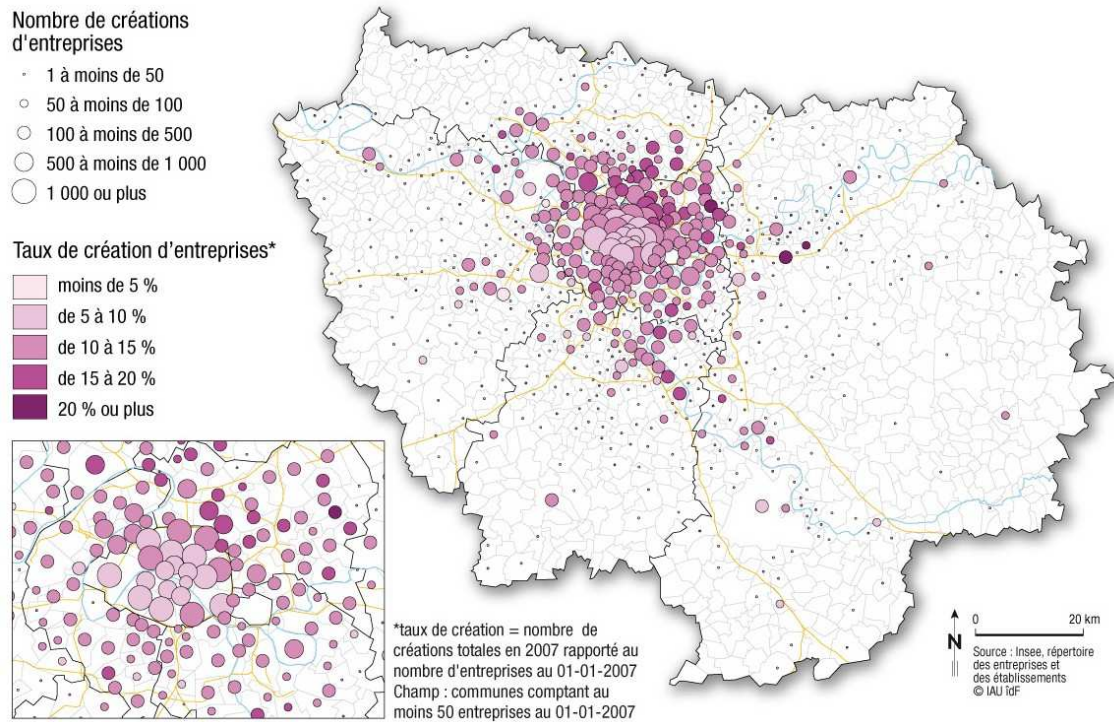 Nombre de créations
d'entreprises
1 à moins de 50
50 à moins de 100
100 à moins de 500
500 à moins de 1 000
1 000 ou plus
Taux de création d'entreprises*
moins de 5 %
de 5 à 10 %
de 10 à 15 %
de 15 à 20 %
20 % ou plus
*taux de création = nombre de
créations totales en 2007 rapporté au
nombre d'entreprises au 01-01-2007
Champ : communes comptant au
moins 50 entreprises au 01-01-2007
N
0 20 km
Source : Insee, répertoire
des entreprises et
des établissements
© IAU îdF